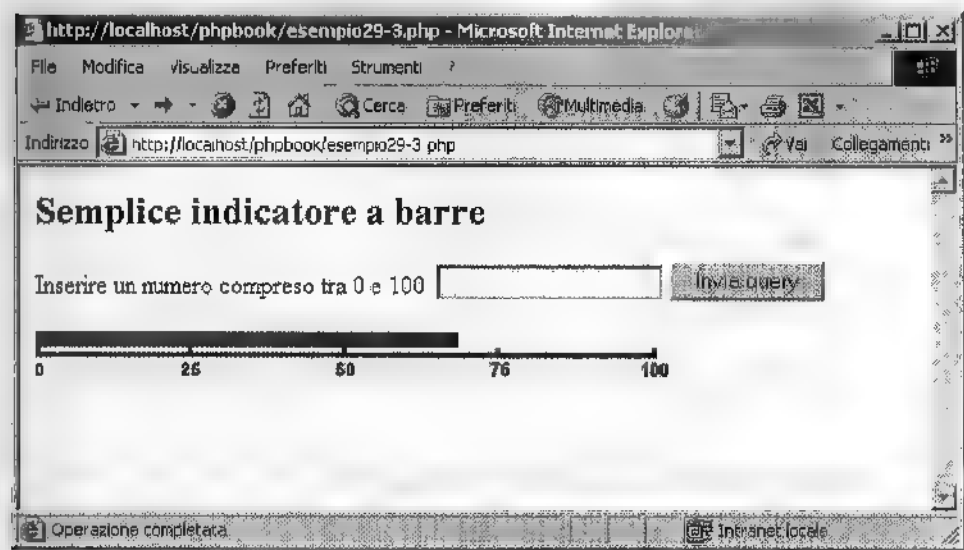 http://localhost/phpbook/esempio29-3.php - Microsoft Internet Explorer
File Modifica Visualizza Preferiti Strumenti ?
Indietro Cerca Preferiti Multimedia
Indirizzo http://localhost/phpbook/esempio29-3.php Vai Collegamenti »
Semplice indicatore a barre
Inserire un numero compreso tra 0 e 100 Invia query
0 25 50 75 100
Operazione completata Intranet locale